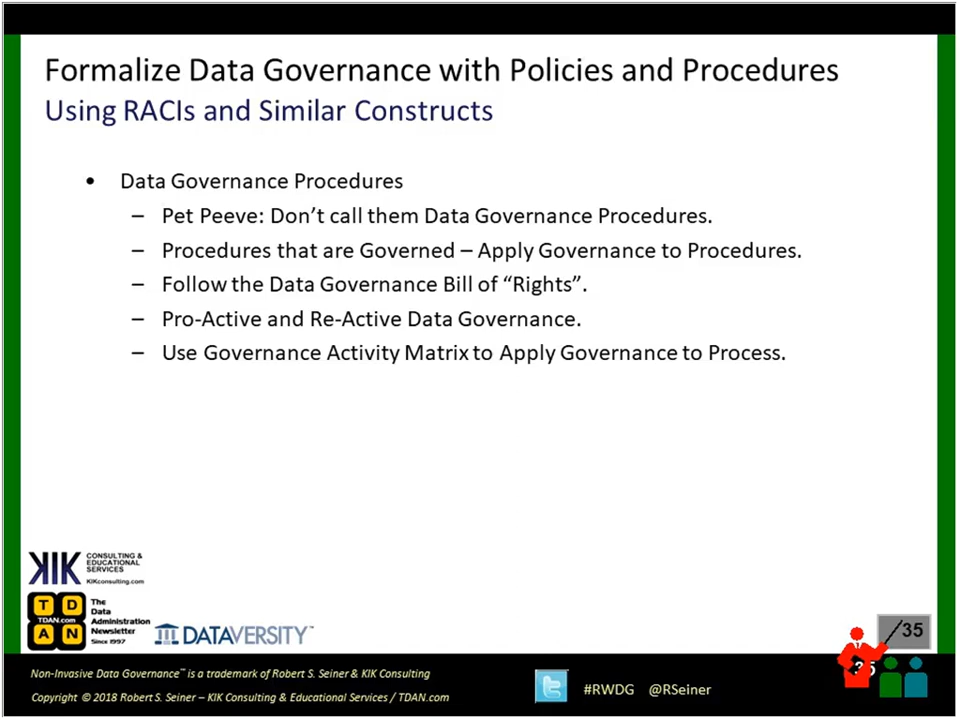 Formalize Data Governance with Policies and Procedures
Using RACIs and Similar Constructs
• Data Governance Procedures
– Pet Peeve: Don't call them Data Governance Procedures.
– Procedures that are Governed – Apply Governance to Procedures.
– Follow the Data Governance Bill of “Rights”.
– Pro-Active and Re-Active Data Governance.
– Use Governance Activity Matrix to Apply Governance to Process.
KIK
CONSULTING &
EDUCATIONAL
SERVICES
KIKconsulting.com
T D
TDAN.com
A N
The
Data
Administration
Newsletter
Since 1997
DATAVERSITY™
/35
35
Non-Invasive Data Governance™ is a trademark of Robert S. Seiner & KIK Consulting
Copyright © 2018 Robert S. Seiner – KIK Consulting & Educational Services / TDAN.com
#RWDG @RSeiner